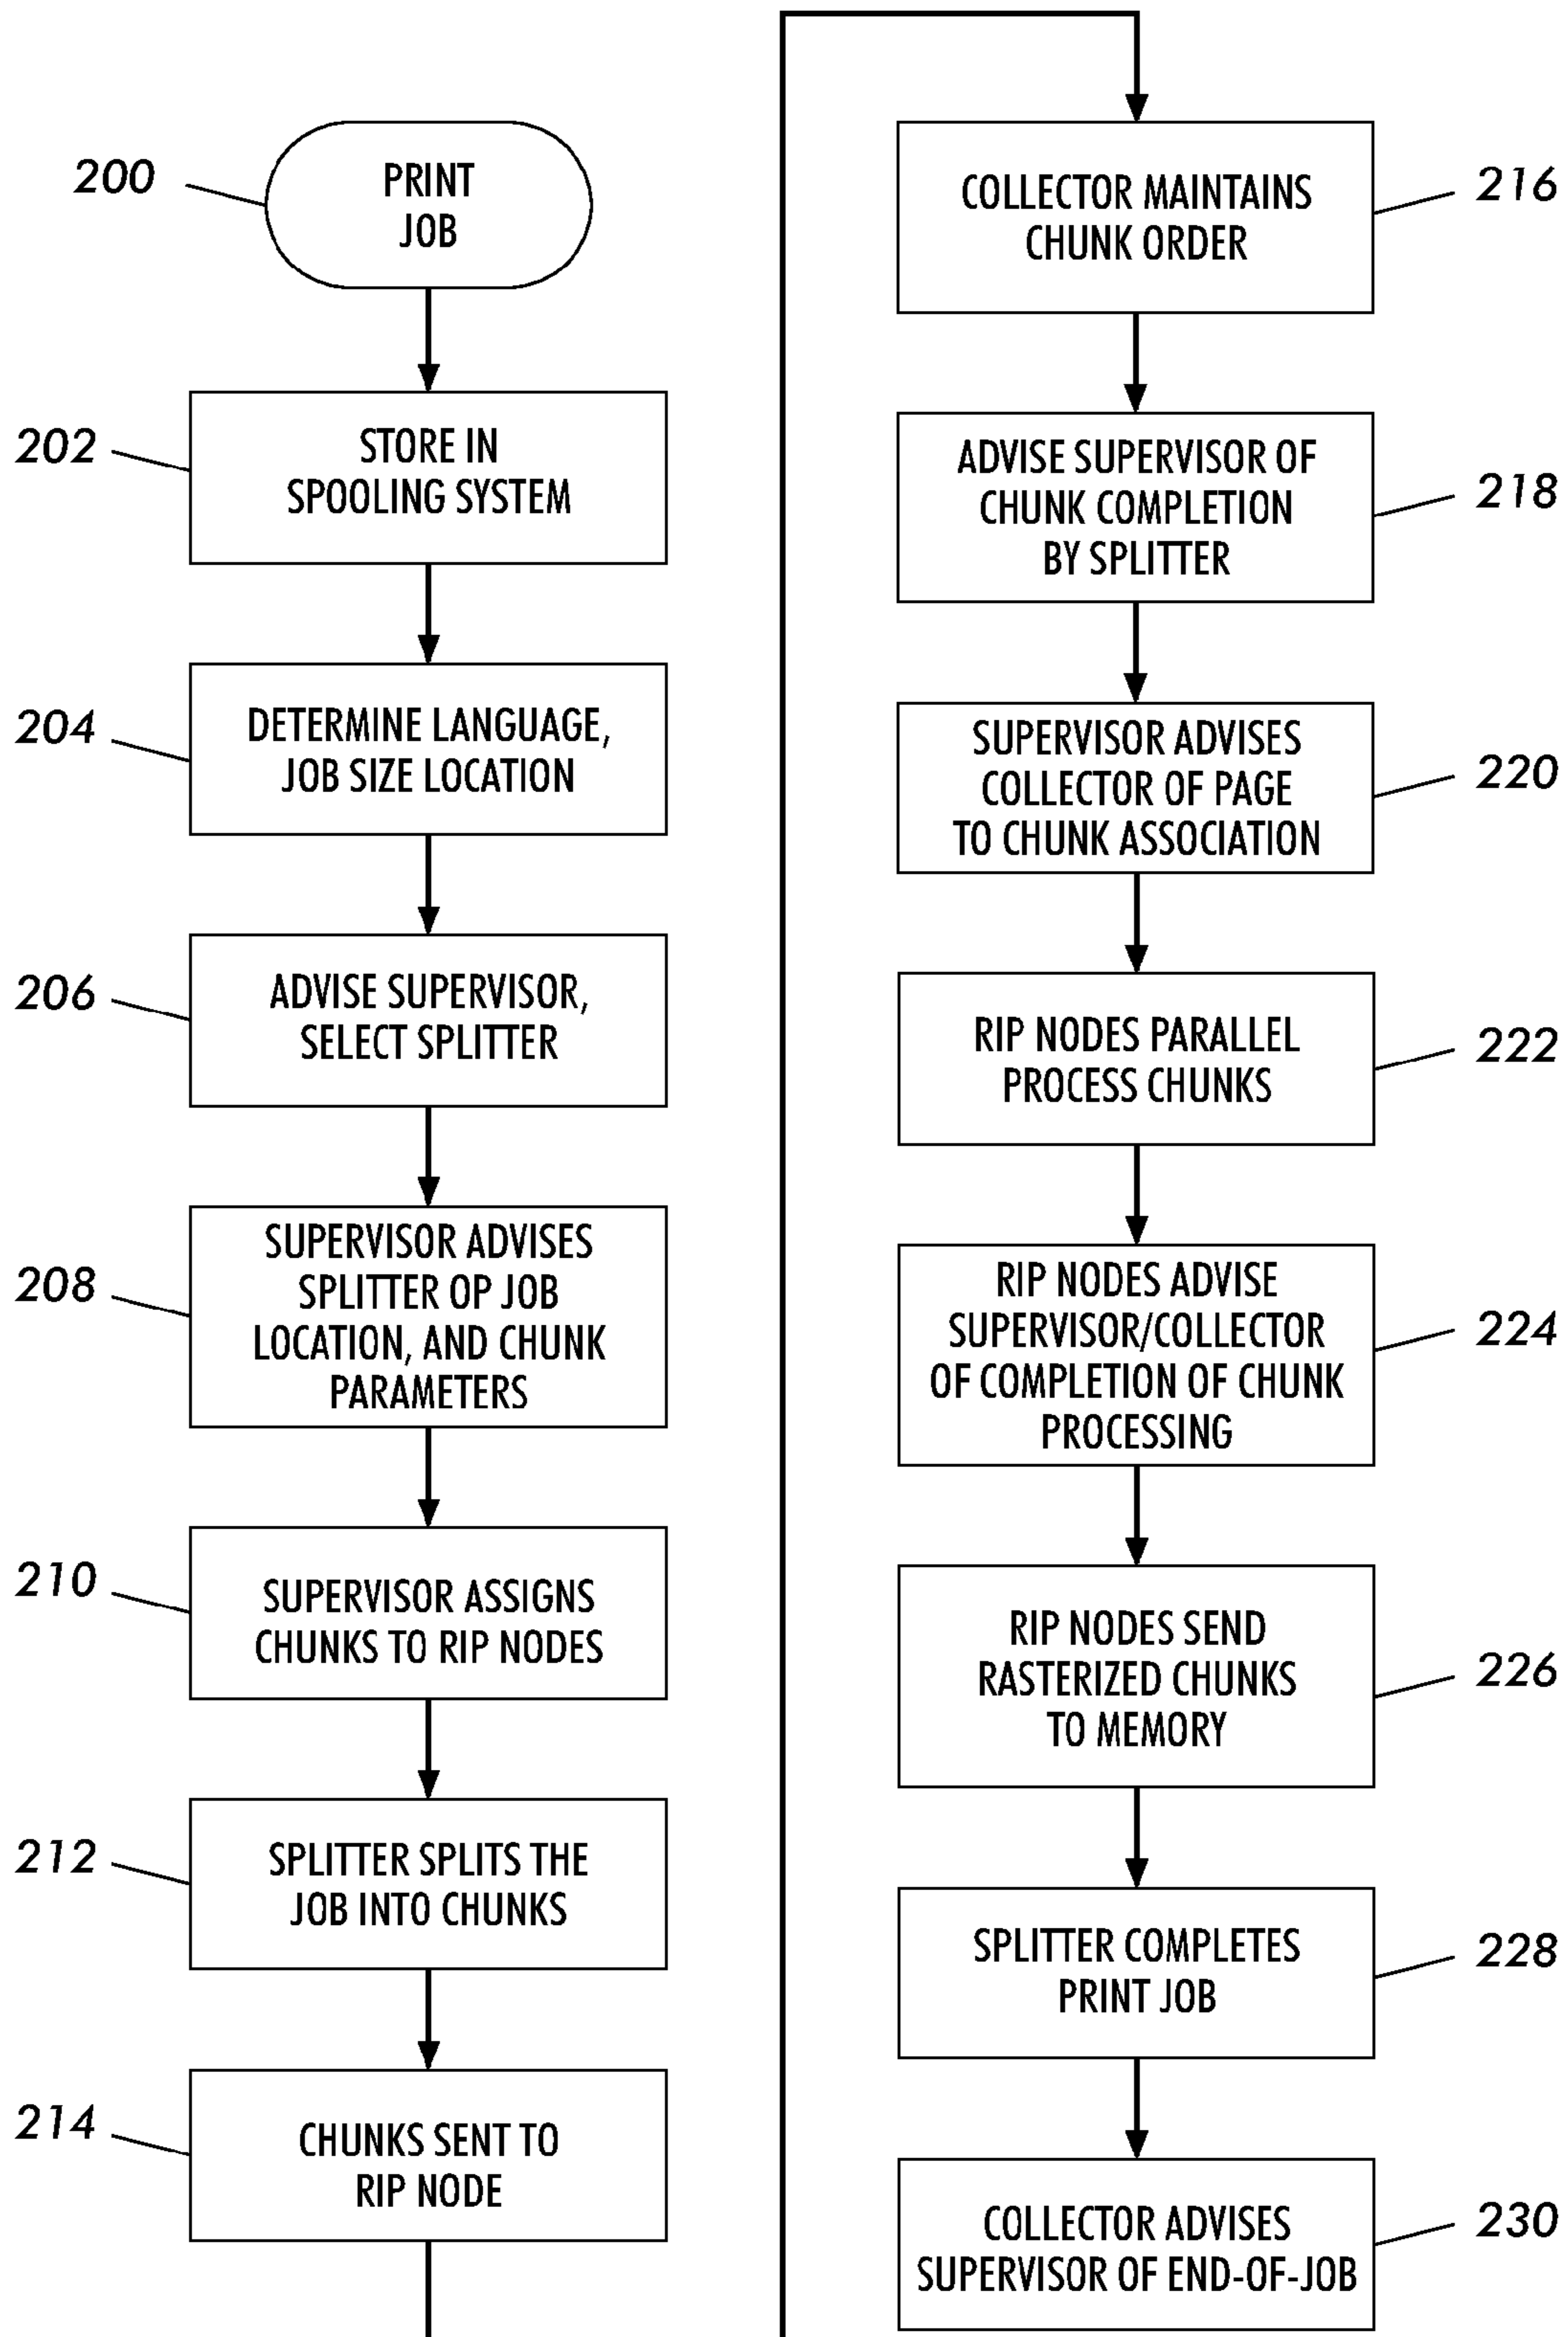 200
PRINT
JOB
202
STORE IN
SPOOLING SYSTEM
204
DETERMINE LANGUAGE,
JOB SIZE LOCATION
206
ADVISE SUPERVISOR,
SELECT SPLITTER
208
SUPERVISOR ADVISES
SPLITTER OP JOB
LOCATION, AND CHUNK
PARAMETERS
210
SUPERVISOR ASSIGNS
CHUNKS TO RIP NODES
212
SPLITTER SPLITS THE
JOB INTO CHUNKS
214
CHUNKS SENT TO
RIP NODE
216
COLLECTOR MAINTAINS
CHUNK ORDER
218
ADVISE SUPERVISOR OF
CHUNK COMPLETION
BY SPLITTER
220
SUPERVISOR ADVISES
COLLECTOR OF PAGE
TO CHUNK ASSOCIATION
222
RIP NODES PARALLEL
PROCESS CHUNKS
224
RIP NODES ADVISE
SUPERVISOR/COLLECTOR
OF COMPLETION OF CHUNK
PROCESSING
226
RIP NODES SEND
RASTERIZED CHUNKS
TO MEMORY
228
SPLITTER COMPLETES
PRINT JOB
230
COLLECTOR ADVISES
SUPERVISOR OF END-OF-JOB